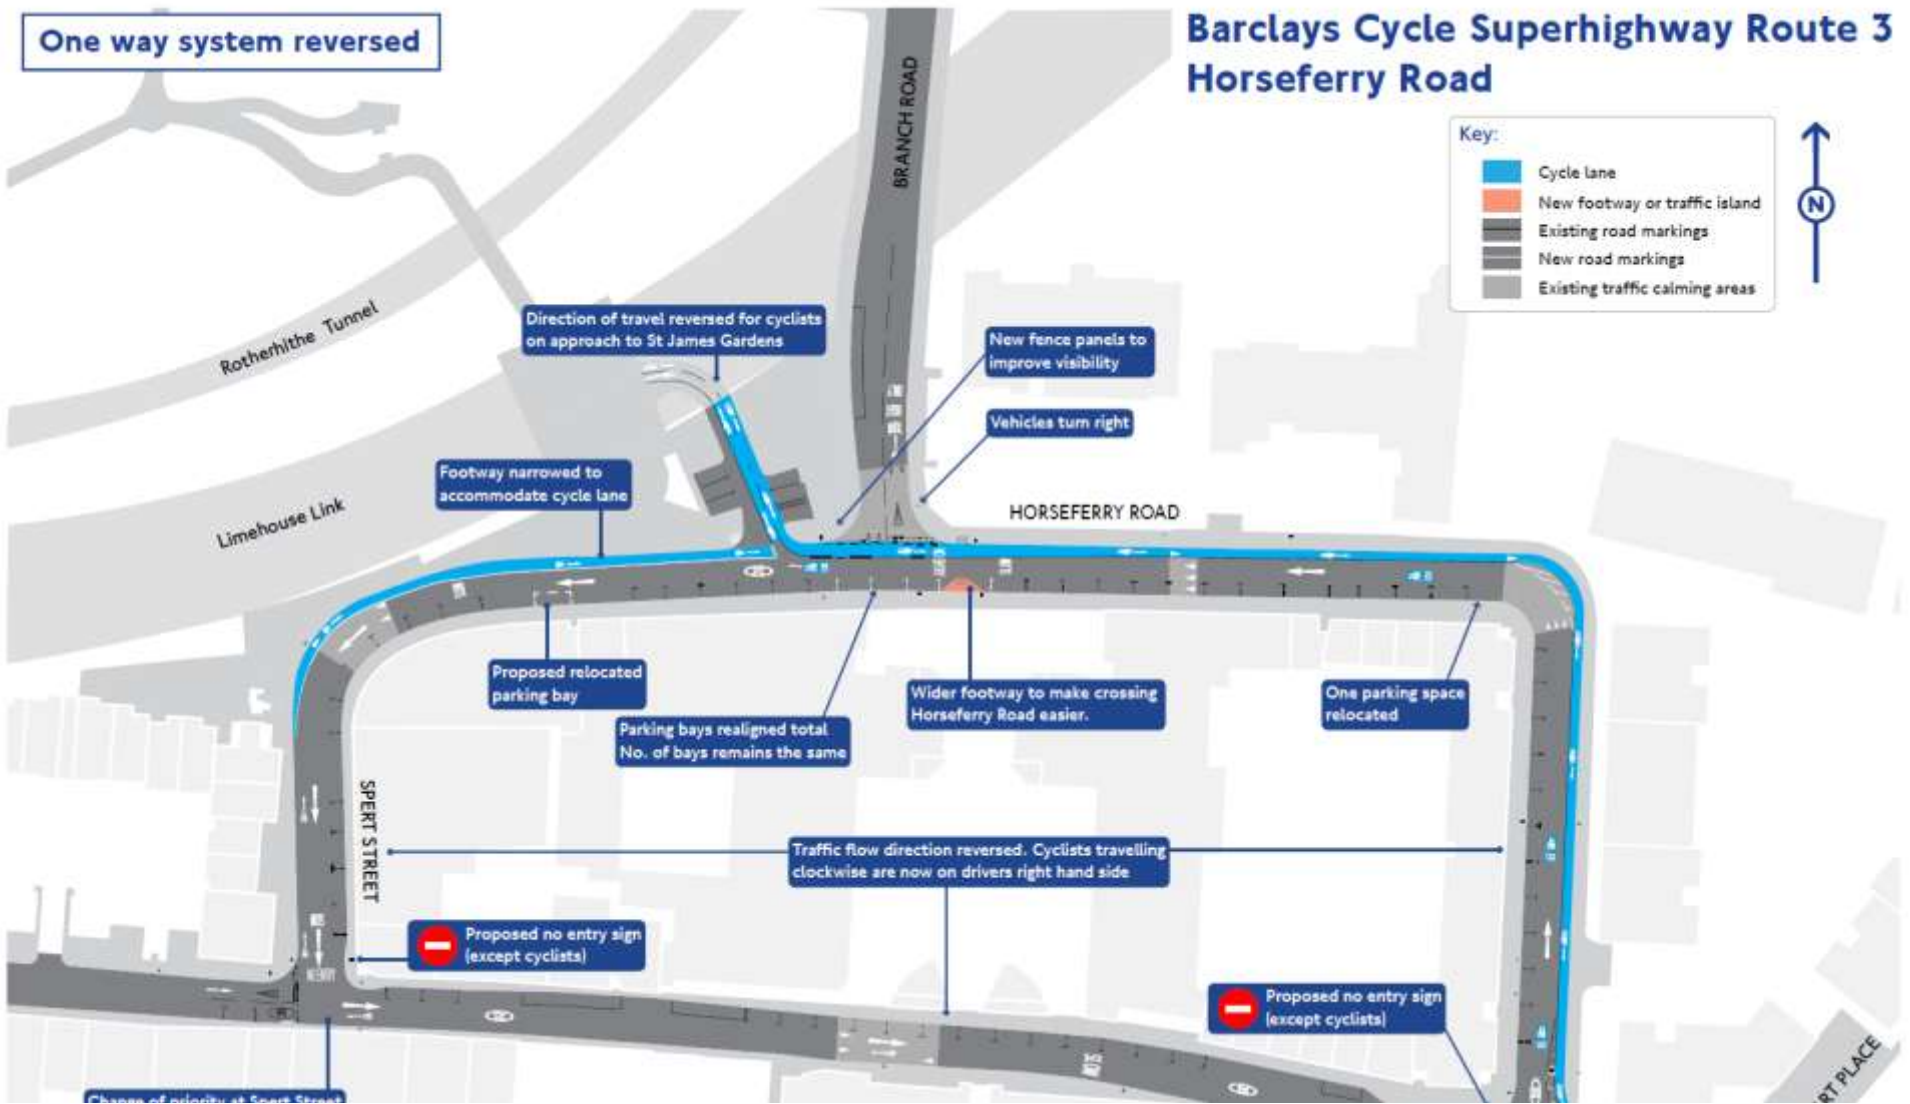 One way system reversed
Barclays Cycle Superhighway Route 3
Horseferry Road
Key:
Cycle lane
New footway or traffic island
Existing road markings
New road markings
Existing traffic calming areas
N
BRANCH ROAD
Rotherhithe Tunnel
Limehouse Link
Direction of travel reversed for cyclists
on approach to St James Gardens
New fence panels to
improve visibility
Vehicles turn right
Footway narrowed to
accommodate cycle lane
HORSEFERRY ROAD
Proposed relocated
parking bay
Parking bays realigned total
No. of bays remains the same
Wider footway to make crossing
Horseferry Road easier.
One parking space
relocated
SPERT STREET
Traffic flow direction reversed. Cyclists travelling
clockwise are now on drivers right hand side
Proposed no entry sign
(except cyclists)
Proposed no entry sign
(except cyclists)
Change of priority at Spert Street
RT PLACE